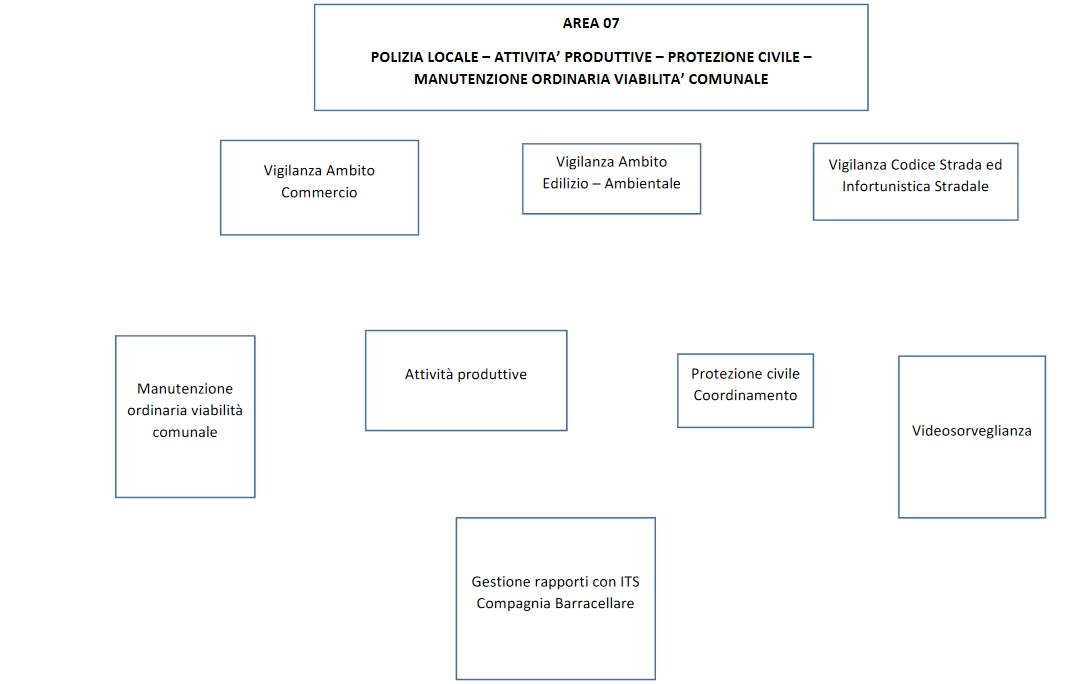 AREA 07
POLIZIA LOCALE – ATTIVITA’ PRODUTTIVE – PROTEZIONE CIVILE –
MANUTENZIONE ORDINARIA VIABILITA’ COMUNALE
Vigilanza Ambito
Commercio
Vigilanza Ambito
Edilizio – Ambientale
Vigilanza Codice Strada ed
Infortunistica Stradale
Manutenzione
ordinaria viabilità
comunale
Attività produttive
Protezione civile
Coordinamento
Videosorveglianza
Gestione rapporti con ITS
Compagnia Barracellare